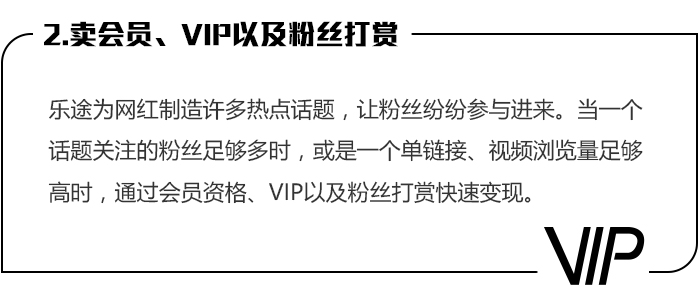 2.卖会员、VIP以及粉丝打赏
乐途为网红制造许多热点话题，让粉丝纷纷参与进来。当一个
话题关注的粉丝足够多时，或是一个单链接、视频浏览量足够
高时，通过会员资格、VIP以及粉丝打赏快速变现。
VIP